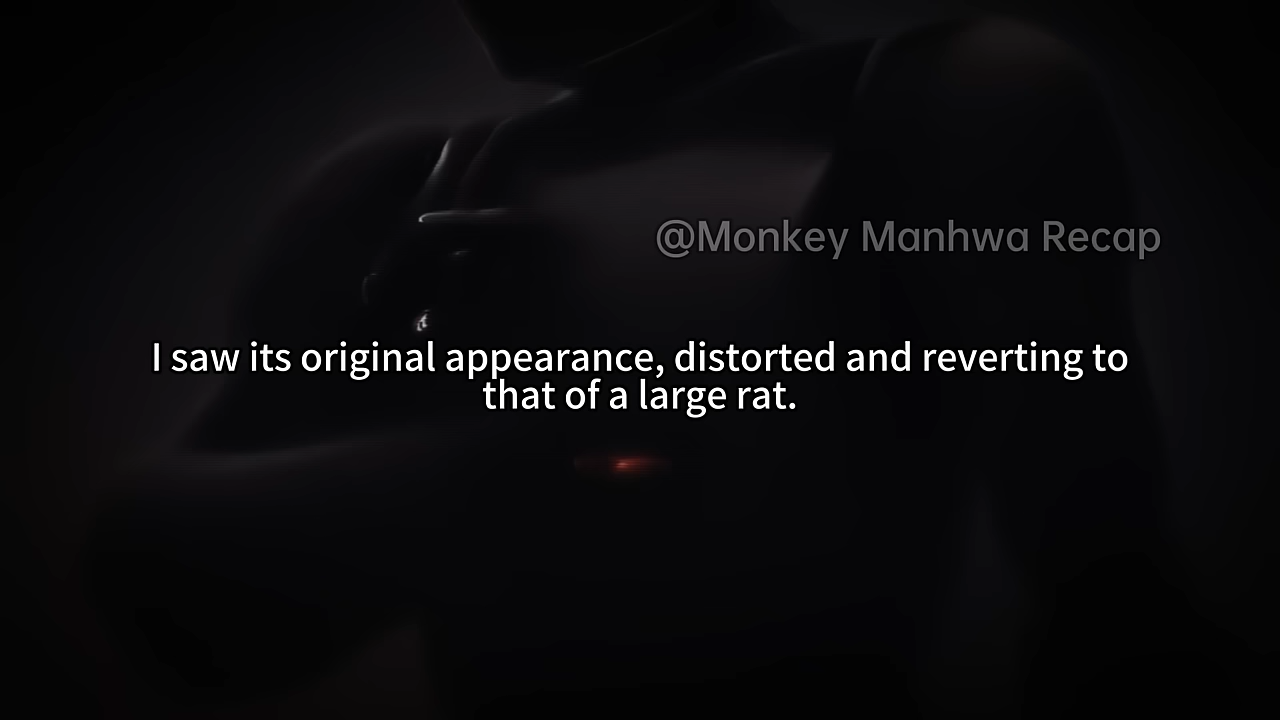 @Monkey Manhwa Recap
I saw its original appearance, distorted and reverting to
that of a large rat.